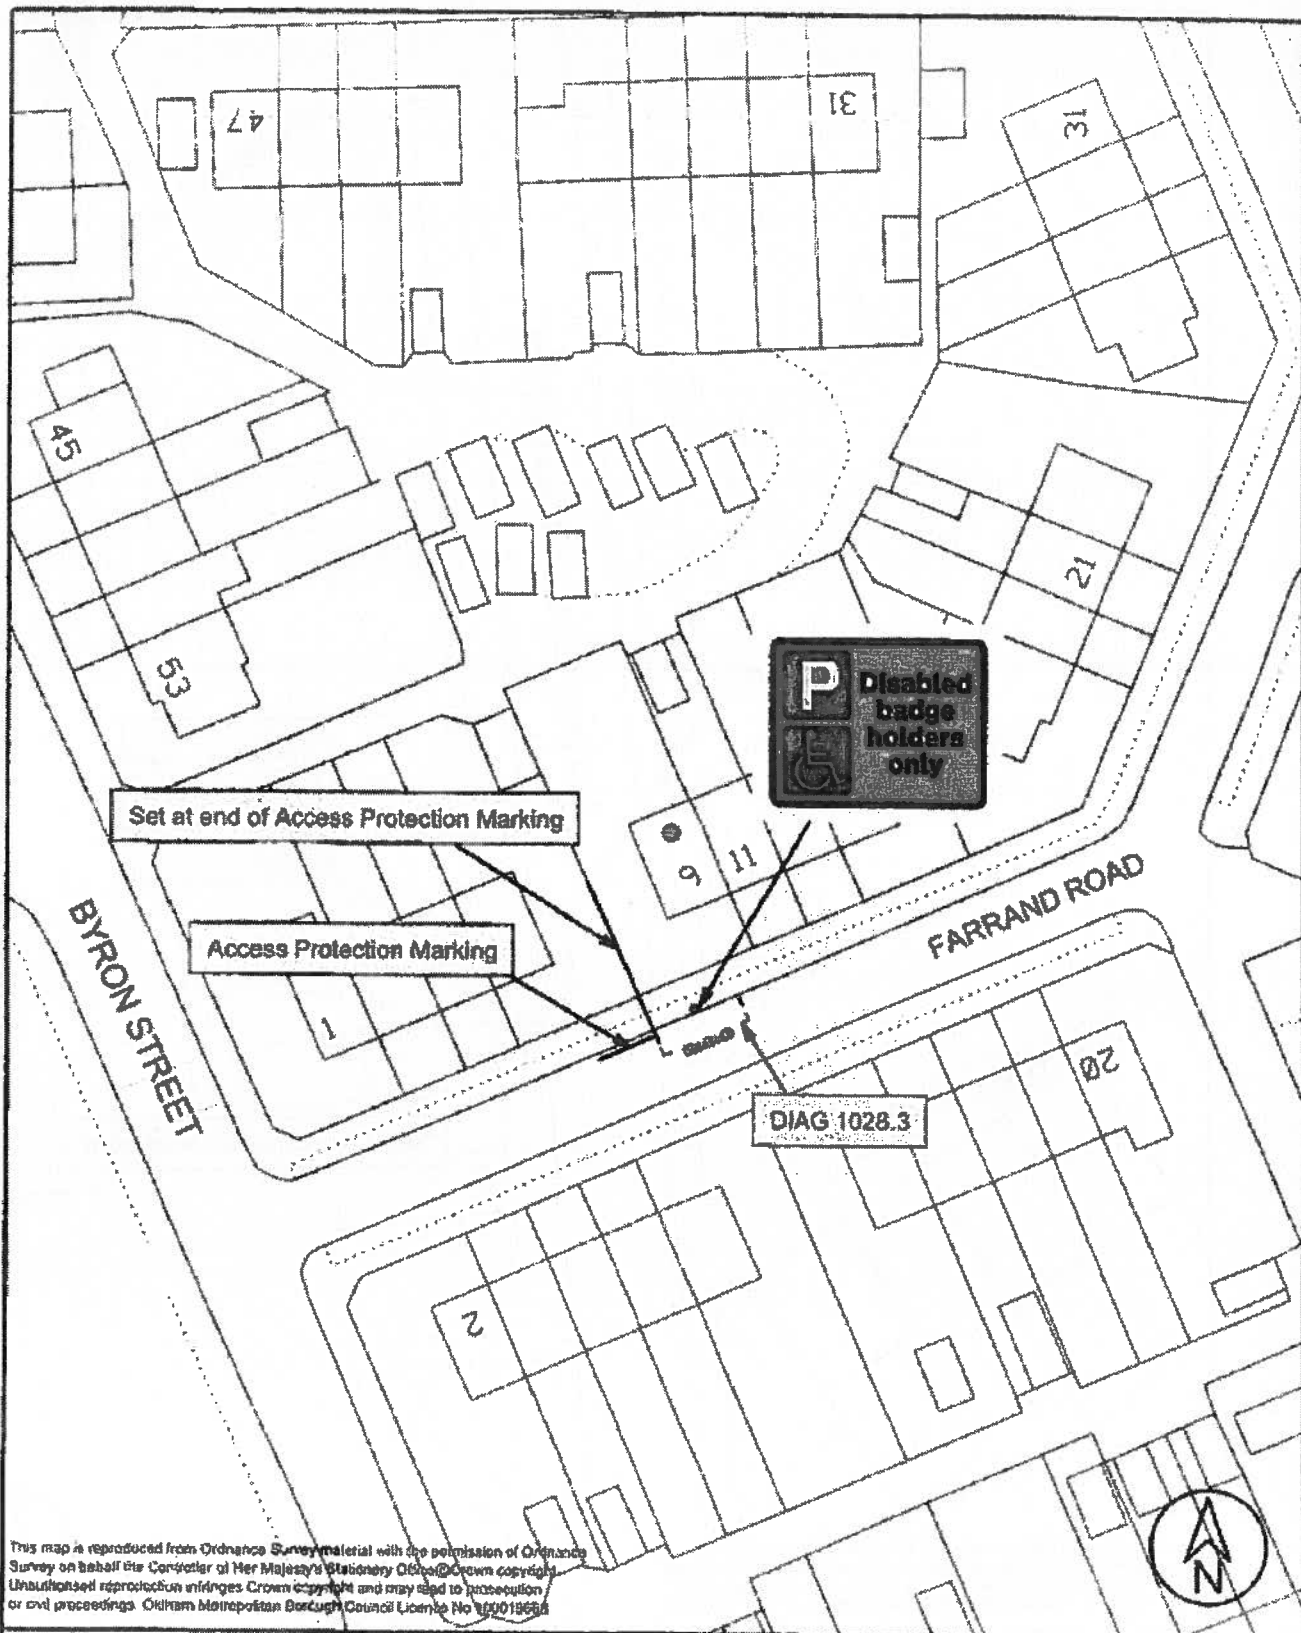 47
31
31
45
21
53
P Disabled
badge
holders
only
Set at end of Access Protection Marking
9
11
Access Protection Marking
FARRAND ROAD
BYRON STREET
1
20
DIAG 1028.3
2
This map is reproduced from Ordnance Survey material with the permission of Ordnance
Survey on behalf the Controller of Her Majesty's Stationery Office © Crown copyright.
Unauthorised reproduction infringes Crown copyright and may lead to prosecution
or civil proceedings. Oldham Metropolitan Borough Council Licence No
N